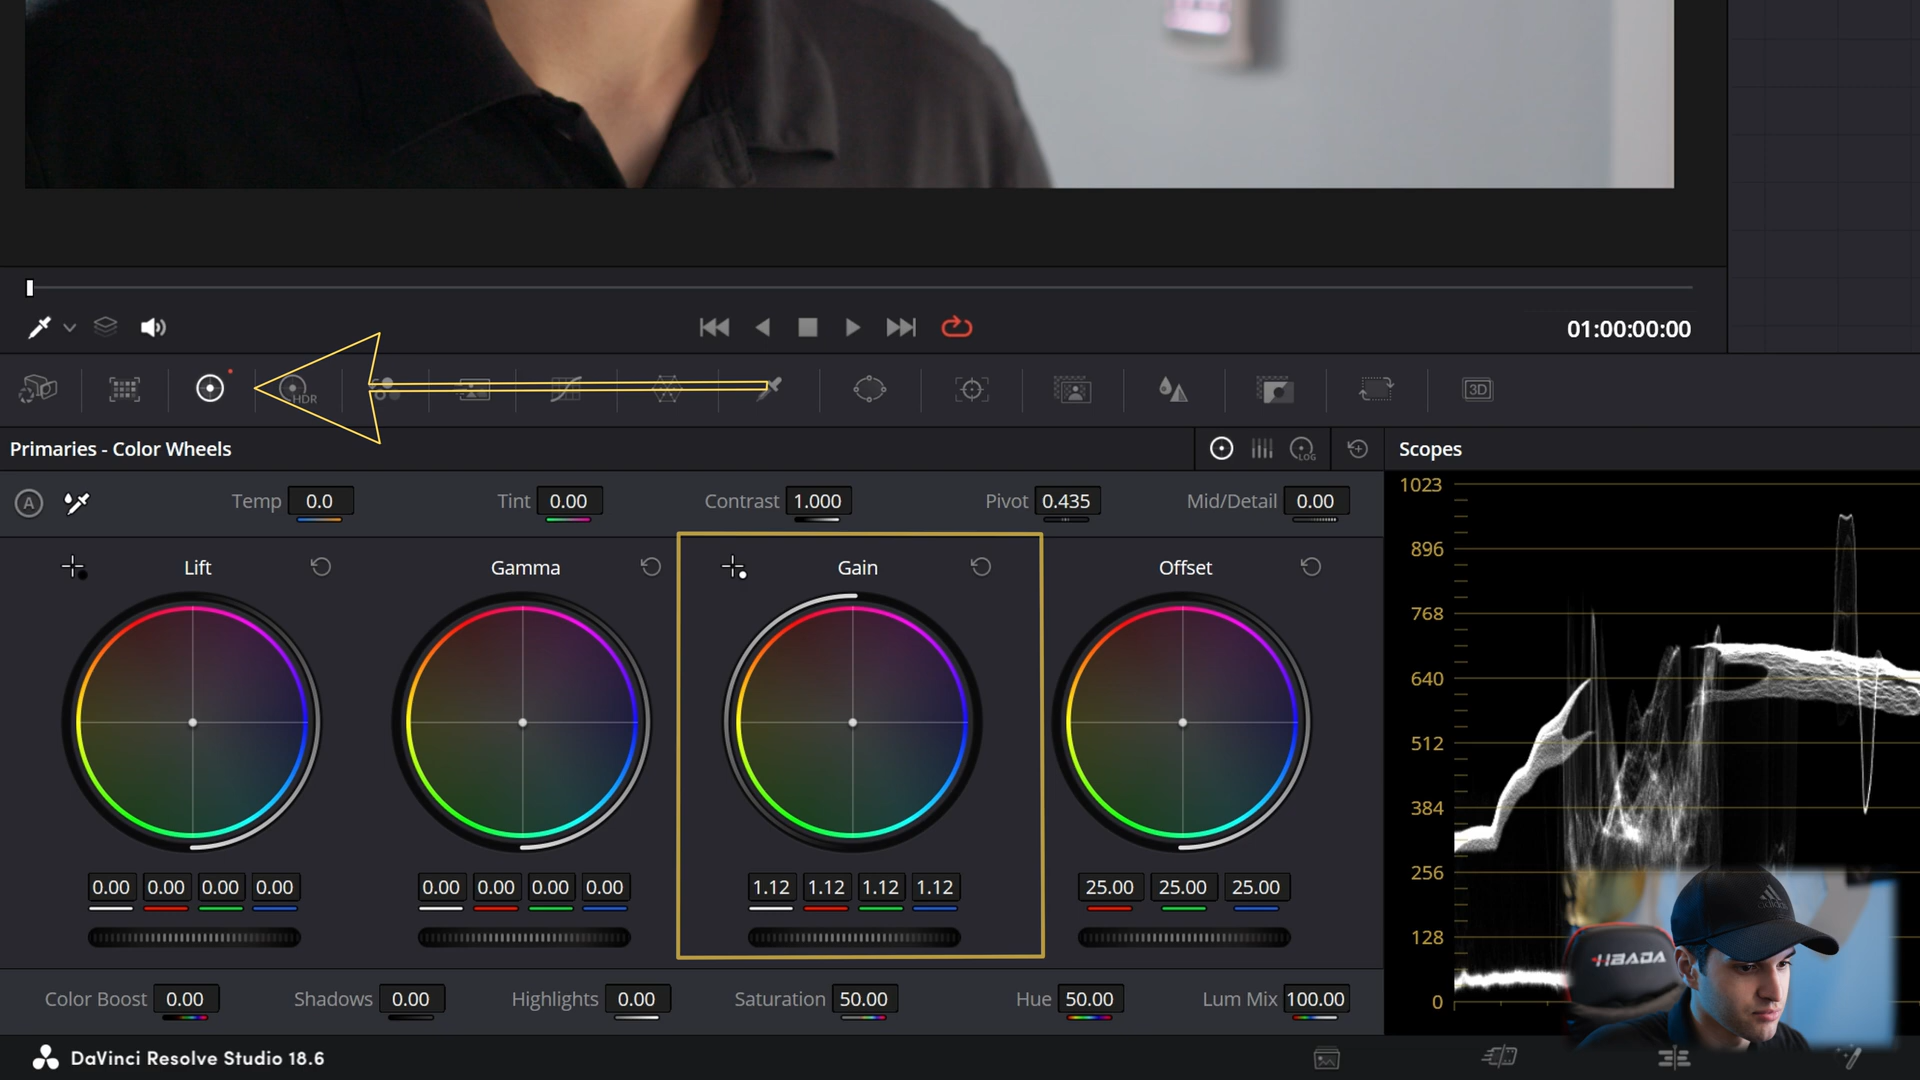 01:00:00:00
HDR
3D
Primaries - Color Wheels
LOG
Scopes
A
Temp 0.0 Tint 0.00 Contrast 1.000 Pivot 0.435 Mid/Detail 0.00
Lift Gamma Gain Offset
0.00 0.00 0.00 0.00 0.00 0.00 0.00 0.00 1.12 1.12 1.12 1.12 25.00 25.00 25.00
Color Boost 0.00 Shadows 0.00 Highlights 0.00 Saturation 50.00 Hue 50.00 Lum Mix 100.00
1023
896
768
640
512
384
256
128
0
adidas
HBADA
DaVinci Resolve Studio 18.6